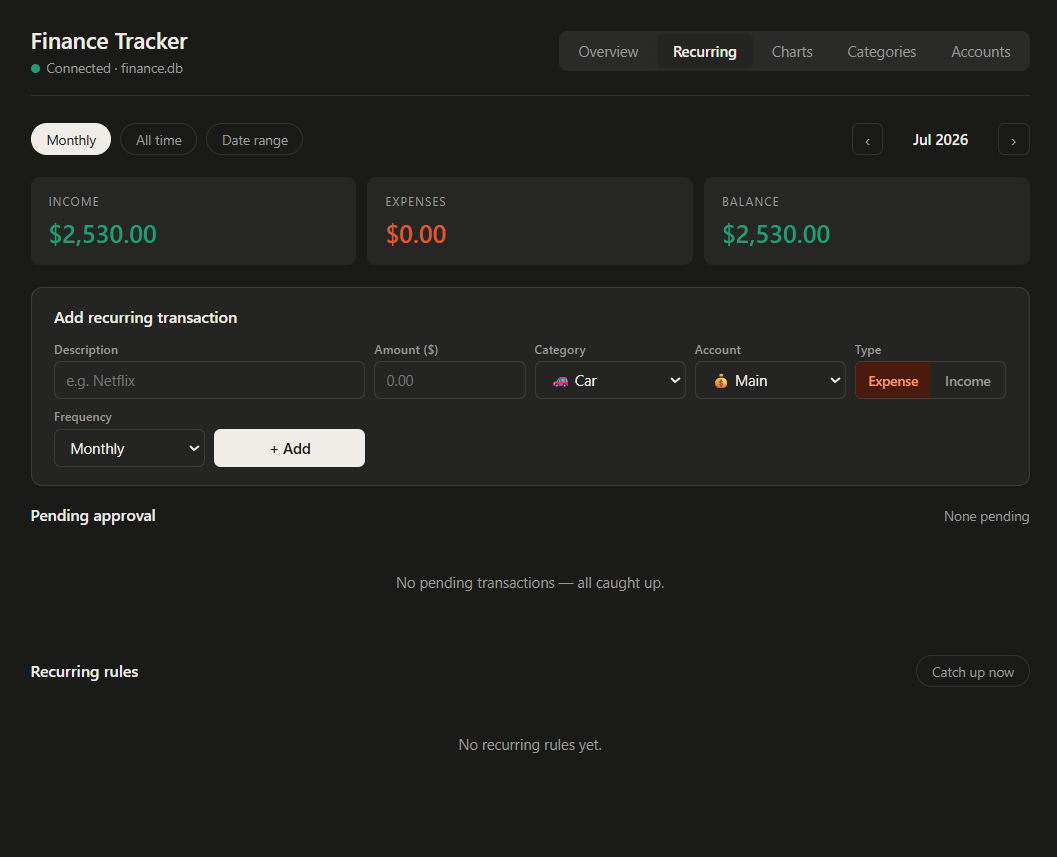 Finance Tracker
Connected · finance.db
Overview Recurring Charts Categories Accounts
Monthly All time Date range ‹ Jul 2026 ›
INCOME EXPENSES BALANCE
$2,530.00 $0.00 $2,530.00
Add recurring transaction
Description Amount ($) Category Account Type
e.g. Netflix 0.00 Car Main Expense Income
Frequency
Monthly + Add
Pending approval None pending
No pending transactions — all caught up.
Recurring rules Catch up now
No recurring rules yet.